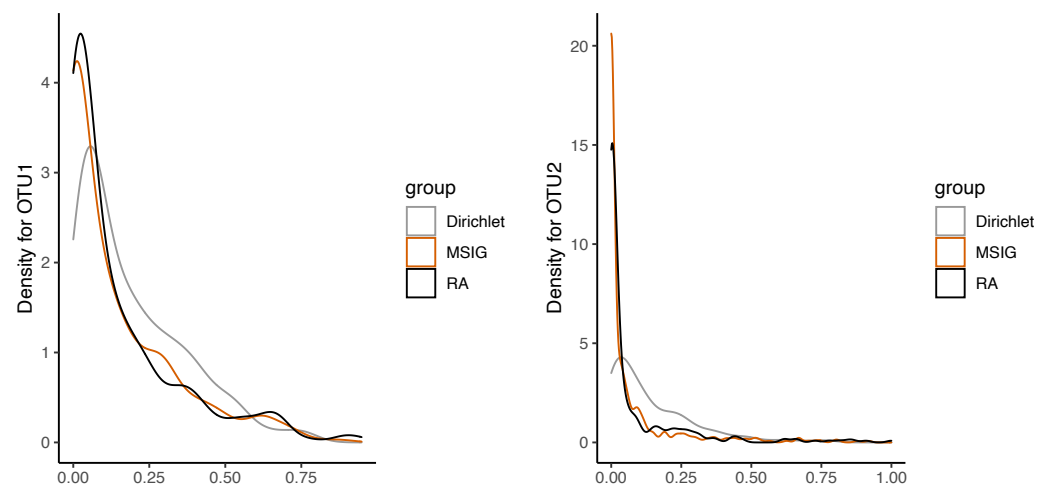 Density for OTU1
4
3
2
1
0
0.00 0.25 0.50 0.75
group
Dirichlet
MSIG
RA
Density for OTU2
20
15
10
5
0
0.00 0.25 0.50 0.75 1.00
group
Dirichlet
MSIG
RA